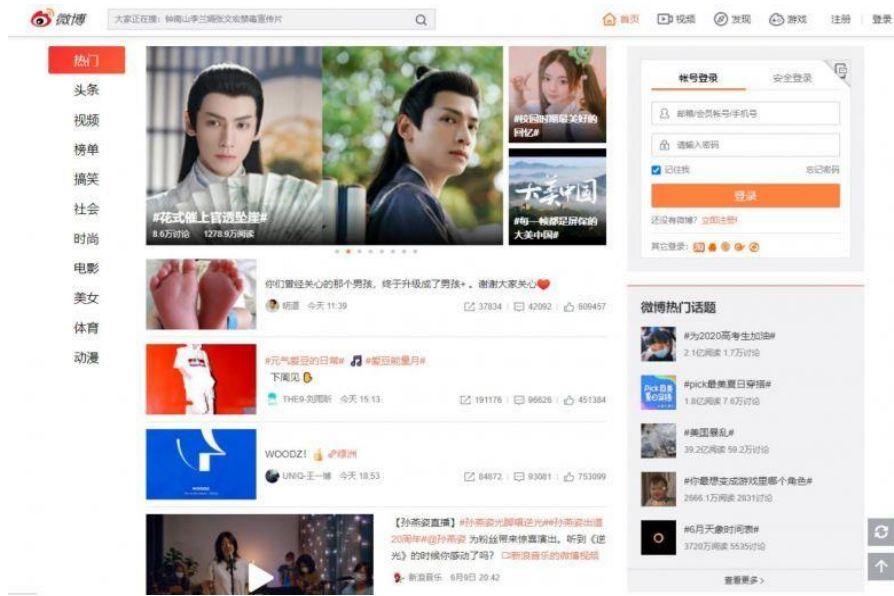 微博
大家正在搜：钟南山李兰娟张文宏禁毒宣传片
首页
视频
发现
游戏
注册
登录
热门
头条
视频
榜单
搞笑
社会
时尚
电影
美女
体育
动漫
#花式催上官透坠崖#
8.6万讨论 1278.9万阅读
#校园时期最美好的
回忆#
大美中国
#每一帧都是屏保的
大美中国#
你们曾经关心的那个男孩，终于升级成了男孩+。谢谢大家关心
胡道 今天 11:39
37834
42092
609457
#元气爱豆的日常# #爱豆能量月#
下周见
THE9-刘雨昕 今天 15:13
191176
96626
451384
WOODZ! 绿洲
UNIQ-王一博 今天 18:53
84872
93081
753099
【孙燕姿直播】#孙燕姿光脚唱逆光##孙燕姿出道
20周年#@孙燕姿 为粉丝带来惊喜演出。听到《逆
光》的时候你感动了吗？ 新浪音乐的微博视频
新浪音乐 6月9日 20:42
帐号登录
安全登录
邮箱/会员帐号/手机号
请输入密码
记住我
忘记密码
登录
还没有微博？立即注册!
其它登录：
微博热门话题
#为2020高考生加油#
2.1亿阅读 1.7万讨论
#pick最美夏日穿搭#
1.8亿阅读 7.6万讨论
#美国暴乱#
39.2亿阅读 59.2万讨论
#你最想变成游戏里哪个角色#
2666.1万阅读 2831讨论
#6月天象时间表#
3720万阅读 5535讨论
查看更多>